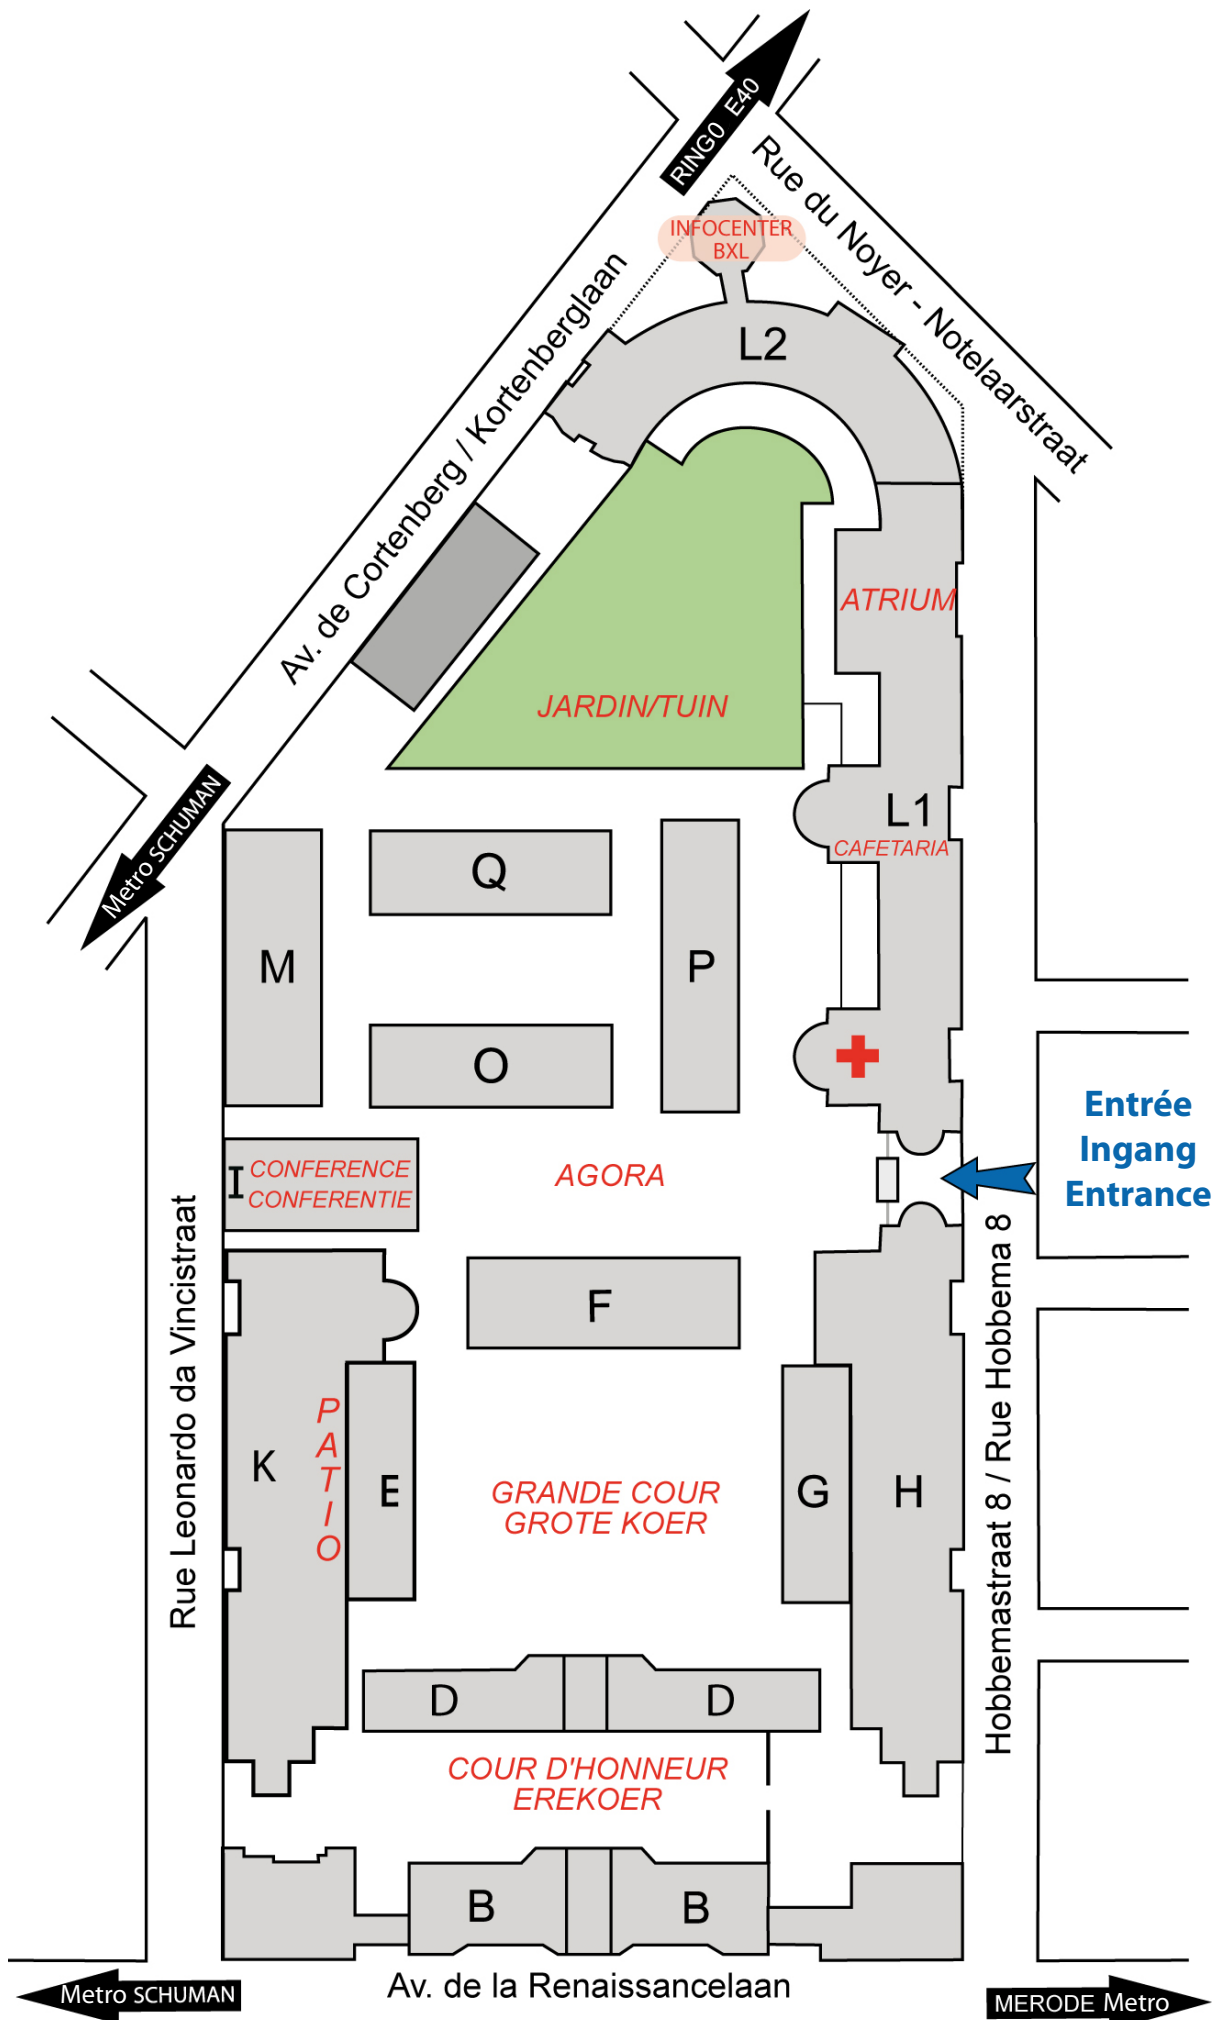 RING0 E40
Rue du Noyer - Notelaarstraat
INFOCENTER
BXL
L2
Av. de Cortenberg / Kortenberglaan
ATRIUM
JARDIN/TUIN
Metro SCHUMAN
L1
CAFETARIA
Q
M
P
O
Entrée
Ingang
Entrance
I CONFERENCE
CONFERENTIE
AGORA
Rue Leonardo da Vincistraat
Hobbemastraat 8 / Rue Hobbema 8
F
K
PATIO
E
GRANDE COUR
GROTE KOER
G
H
D
D
COUR D'HONNEUR
EREKOER
B
B
Av. de la Renaissancelaan
Metro SCHUMAN
MERODE Metro